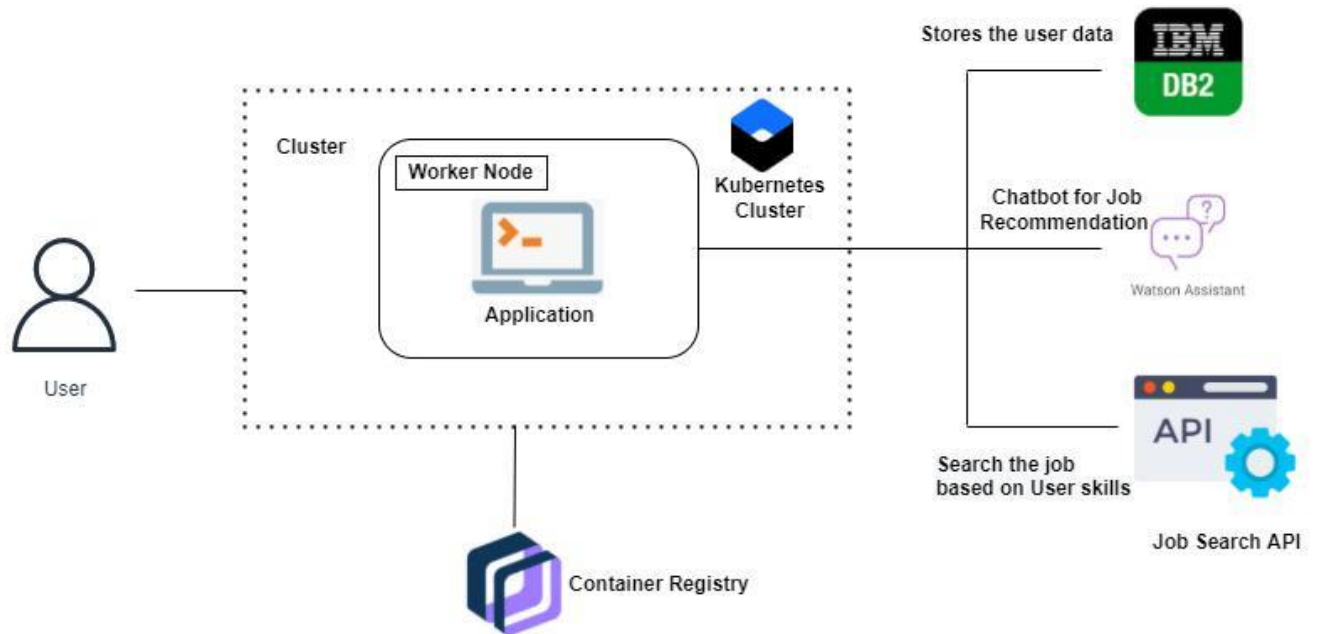 Stores the user data
IBM
DB2
Cluster
Worker Node
Kubernetes
Cluster
Application
Chatbot for Job
Recommendation
?
Watson Assistant
User
API
Search the job
based on User skills
Job Search API
Container Registry